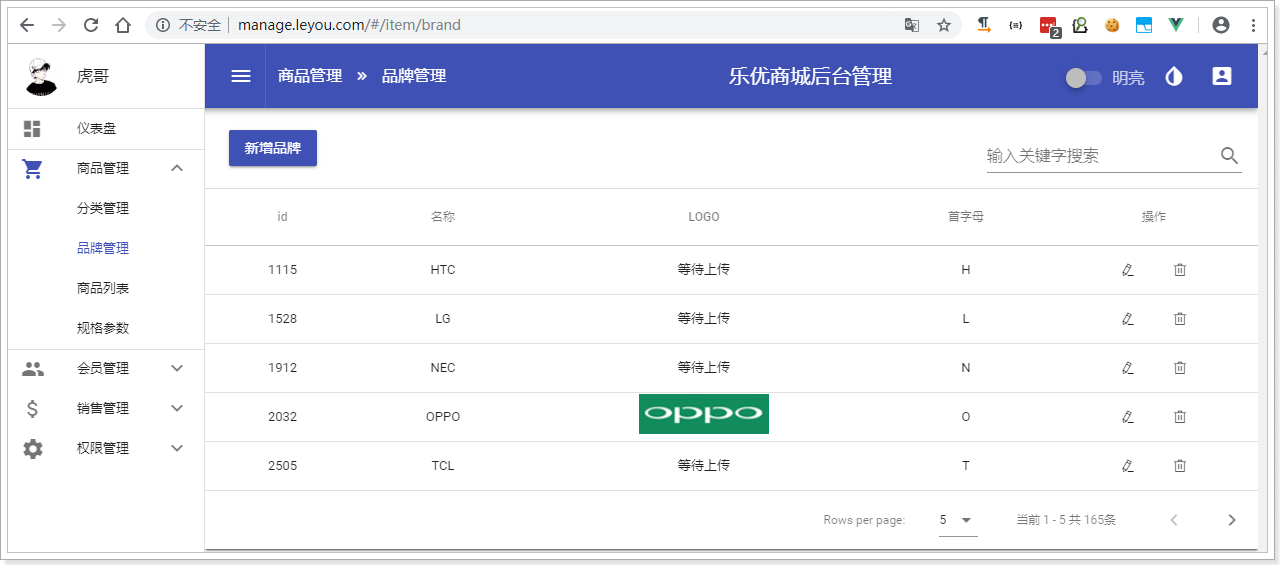 不安全 manage.leyou.com/#/item/brand
2
虎哥
商品管理 » 品牌管理 乐优商城后台管理 明亮
仪表盘
商品管理
分类管理
品牌管理
商品列表
规格参数
会员管理
销售管理
权限管理
新增品牌 输入关键字搜索
id 名称 LOGO 首字母 操作
1115 HTC 等待上传 H
1528 LG 等待上传 L
1912 NEC 等待上传 N
2032 OPPO oppo O
2505 TCL 等待上传 T
Rows per page: 5 当前 1 - 5 共 165条